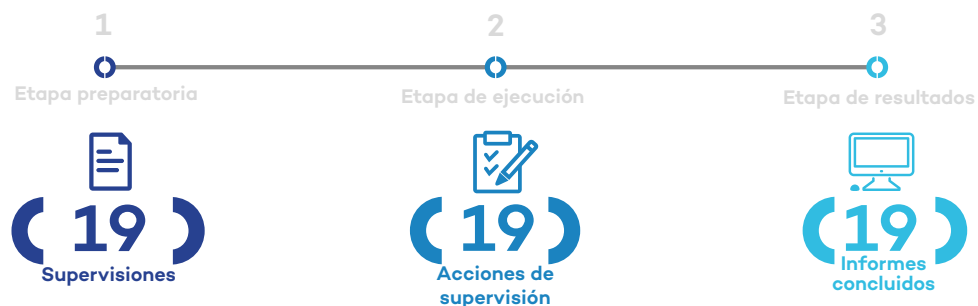 1
2
3
Etapa preparatoria
Etapa de ejecución
Etapa de resultados
19
19
19
Supervisiones
Acciones de
supervisión
Informes
concluidos